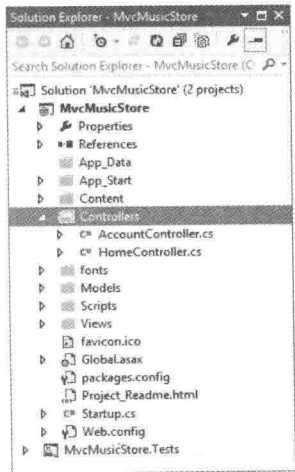 Solution Explorer - MvcMusicStore
Search Solution Explorer - MvcMusicStore (C
Solution 'MvcMusicStore' (2 projects)
MvcMusicStore
Properties
References
App_Data
App_Start
Content
Controllers
C# AccountController.cs
C# HomeController.cs
fonts
Models
Scripts
Views
favicon.ico
Global.asax
packages.config
Project_Readme.html
C# Startup.cs
Web.config
MvcMusicStore.Tests